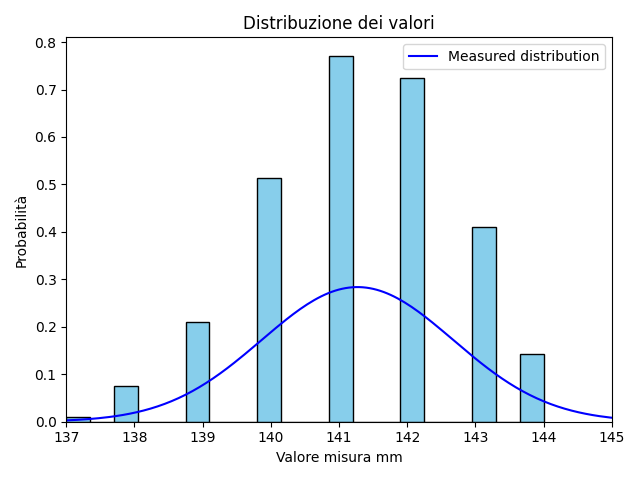 Distribuzione dei valori
Measured distribution
Probabilità
0.8
0.7
0.6
0.5
0.4
0.3
0.2
0.1
0.0
137 138 139 140 141 142 143 144 145
Valore misura mm